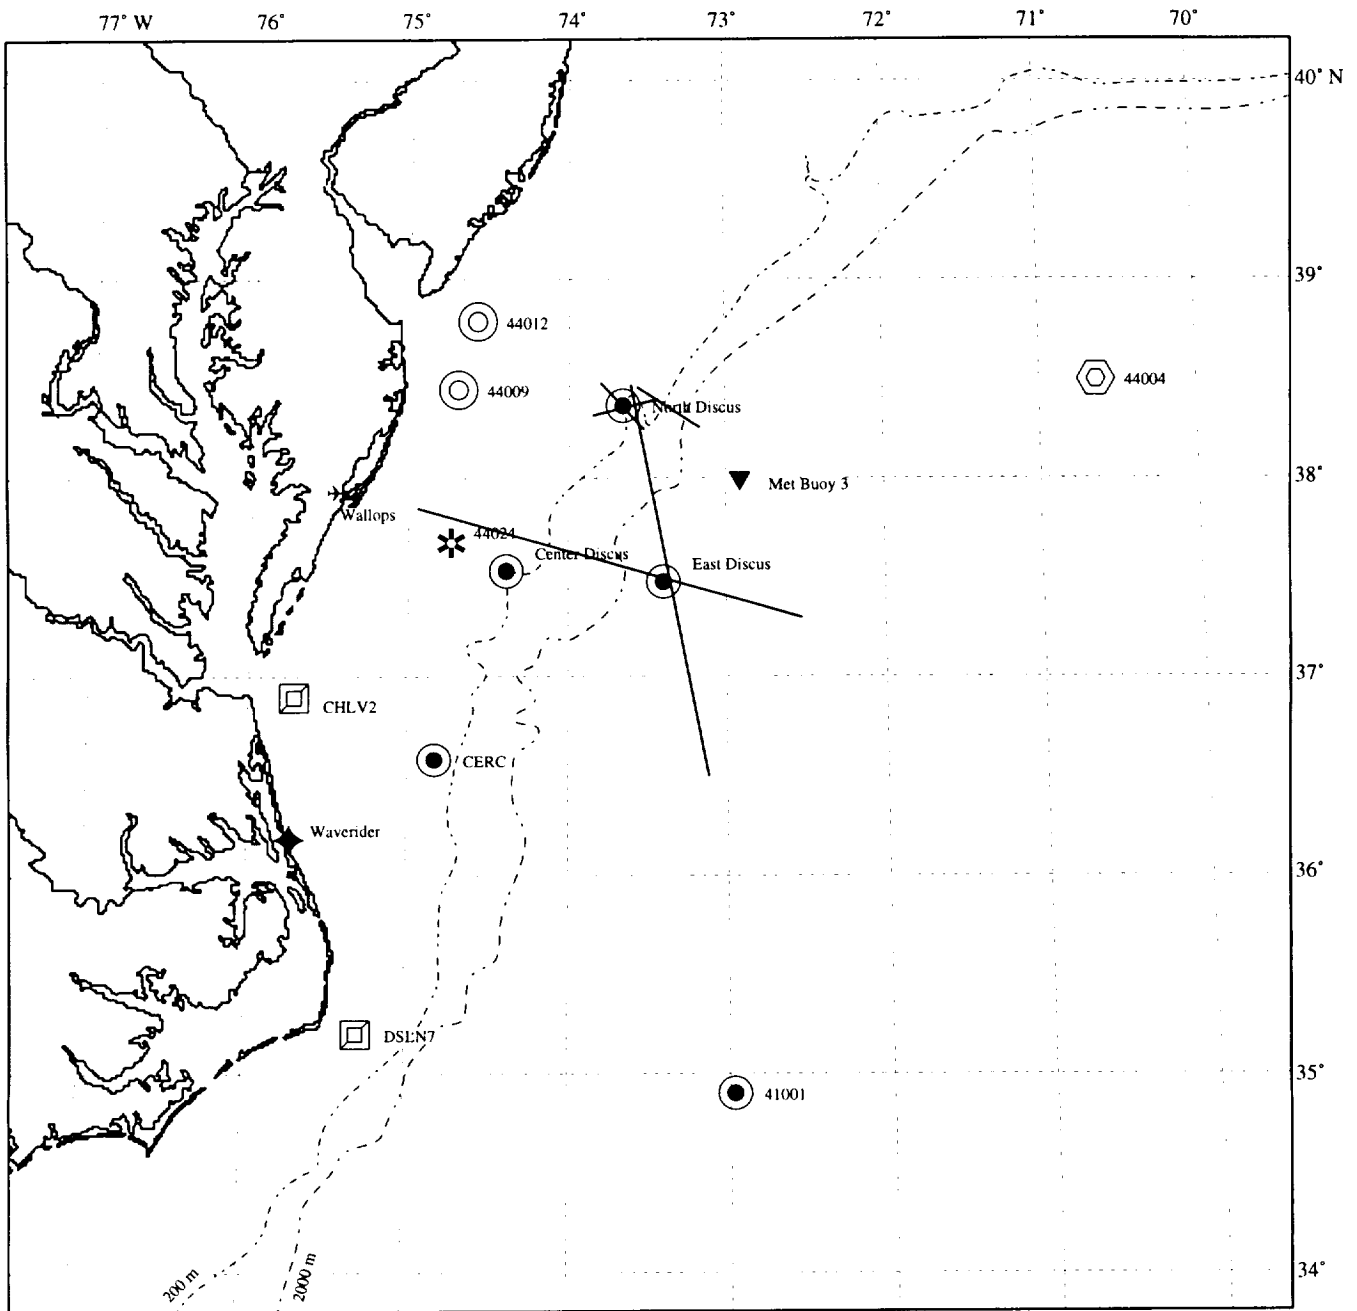 77° W 76° 75° 74° 73° 72° 71° 70°
40° N
39°
44012
44004
44009
North Discus
38°
Met Buoy 3
Wallops
44024
Center Discus
East Discus
37°
CHLV2
CERC
Waverider
36°
DSLN7
35°
41001
34°
200 m
2000 m